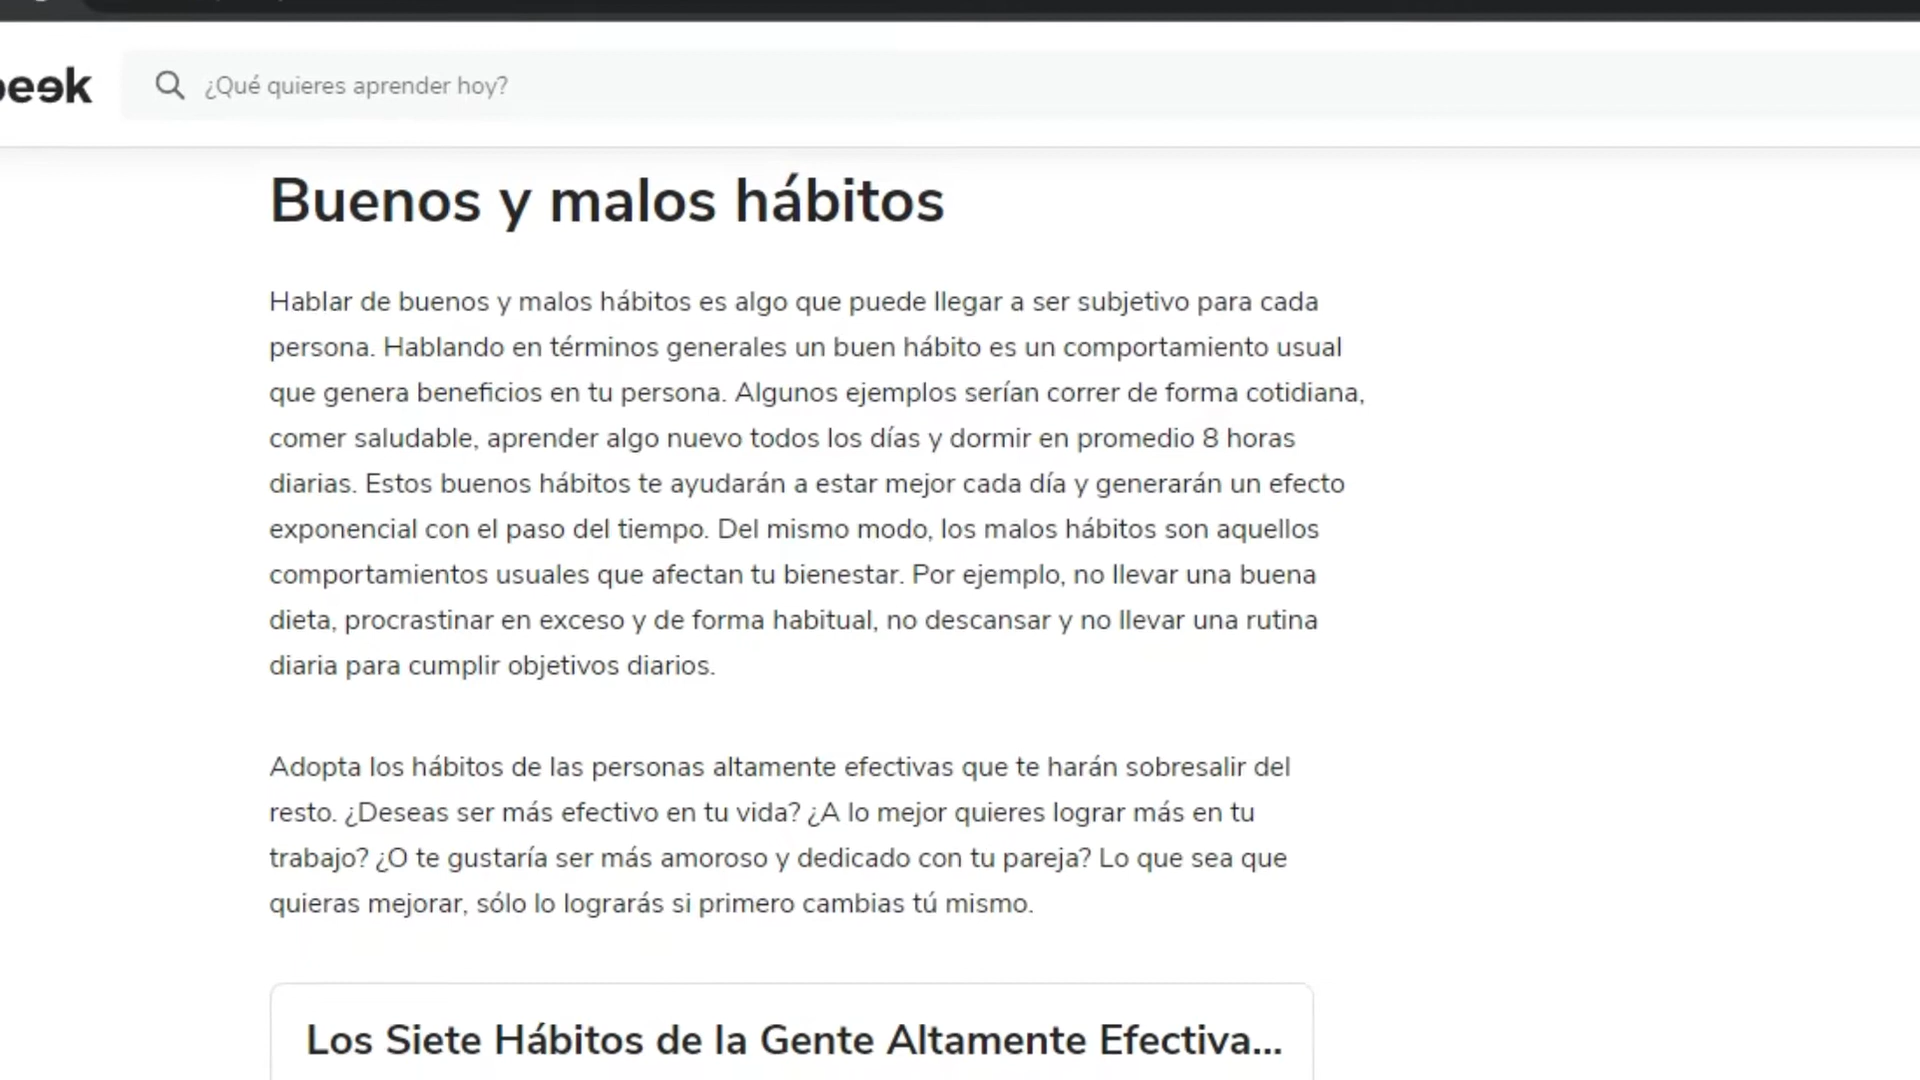 ¿Qué quieres aprender hoy?
Buenos y malos hábitos
Hablar de buenos y malos hábitos es algo que puede llegar a ser subjetivo para cada
persona. Hablando en términos generales un buen hábito es un comportamiento usual
que genera beneficios en tu persona. Algunos ejemplos serían correr de forma cotidiana,
comer saludable, aprender algo nuevo todos los días y dormir en promedio 8 horas
diarias. Estos buenos hábitos te ayudarán a estar mejor cada día y generarán un efecto
exponencial con el paso del tiempo. Del mismo modo, los malos hábitos son aquellos
comportamientos usuales que afectan tu bienestar. Por ejemplo, no llevar una buena
dieta, procrastinar en exceso y de forma habitual, no descansar y no llevar una rutina
diaria para cumplir objetivos diarios.
Adopta los hábitos de las personas altamente efectivas que te harán sobresalir del
resto. ¿Deseas ser más efectivo en tu vida? ¿A lo mejor quieres lograr más en tu
trabajo? ¿O te gustaría ser más amoroso y dedicado con tu pareja? Lo que sea que
quieras mejorar, sólo lo lograrás si primero cambias tú mismo.
Los Siete Hábitos de la Gente Altamente Efectiva...